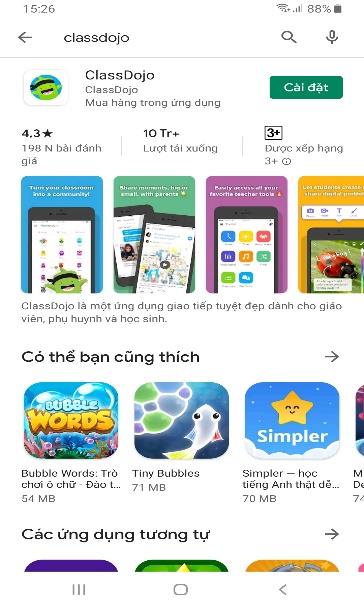 15:26
88%
classdojo
ClassDojo
ClassDojo
Mua hàng trong ứng dụng
Cài đặt
4,3★
198 N bài đánh giá
10 Tr+
Lượt tải xuống
3+
Được xếp hạng 3+
Turn your classroom into a community!
Share moments, big or small, with parents
Easily access all your favorite teacher tools
Let students create
share digital portfo
ClassDojo là một ứng dụng giao tiếp tuyệt đẹp dành cho giáo
viên, phụ huynh và học sinh.
Có thể bạn cũng thích
BUBBLE
WORDS
Simpler
Bubble Words: Trò
chơi ô chữ - Đào t...
54 MB
Tiny Bubbles
71 MB
Simpler — học
tiếng Anh thật dễ...
70 MB
M
De
74
Các ứng dụng tương tự